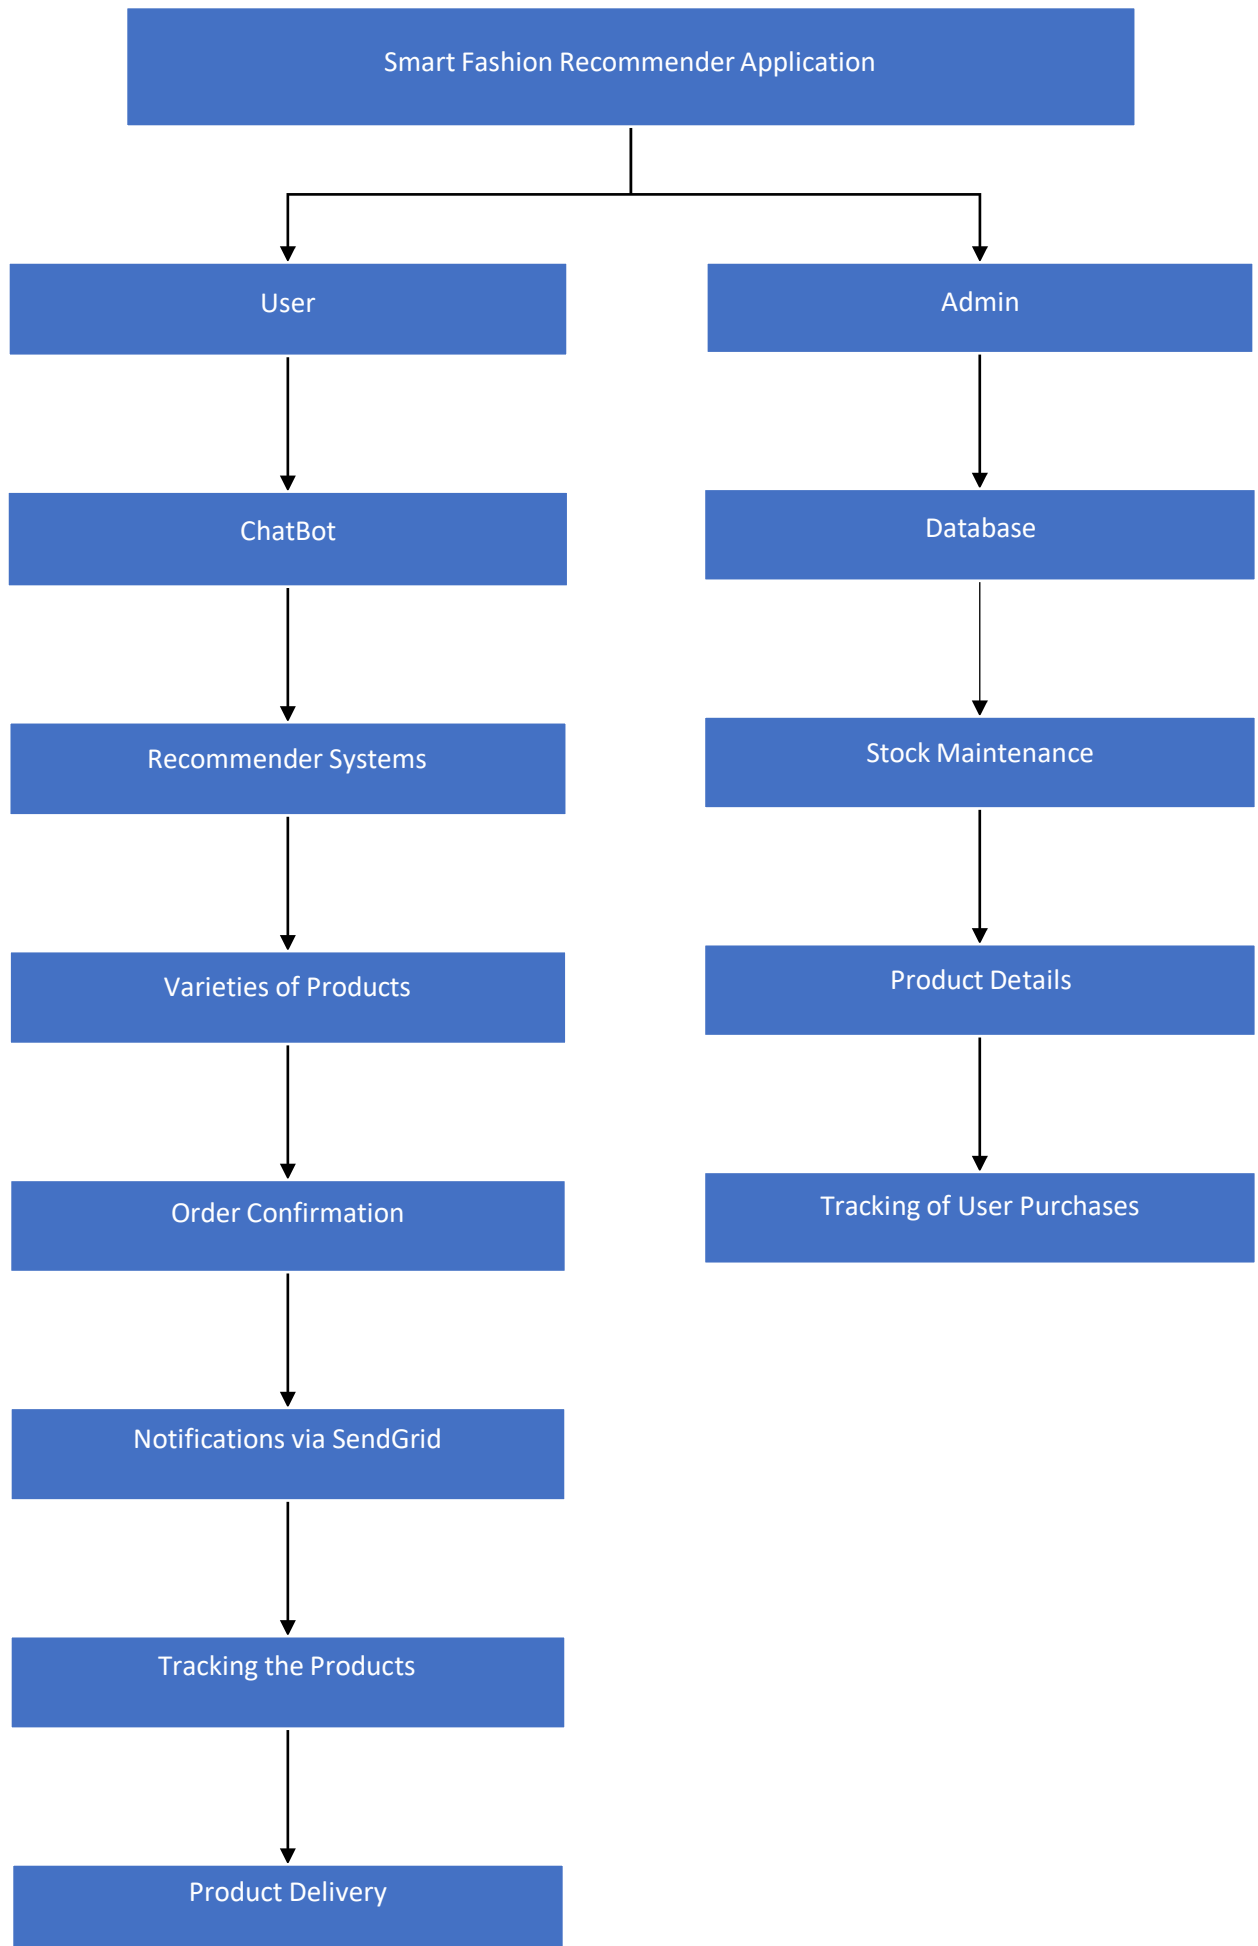 Smart Fashion Recommender Application
User
Admin
ChatBot
Database
Recommender Systems
Stock Maintenance
Varieties of Products
Product Details
Order Confirmation
Tracking of User Purchases
Notifications via SendGrid
Tracking the Products
Product Delivery